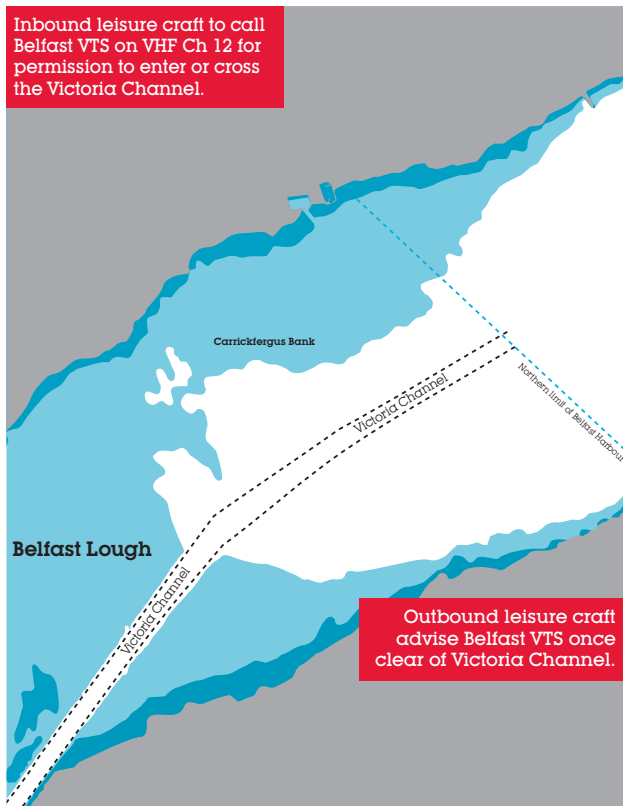 Inbound leisure craft to call
Belfast VTS on VHF Ch 12 for
permission to enter or cross
the Victoria Channel.
Carrickfergus Bank
Victoria Channel
Northern limit of Belfast Harbour
Belfast Lough
Victoria Channel
Outbound leisure craft
advise Belfast VTS once
clear of Victoria Channel.